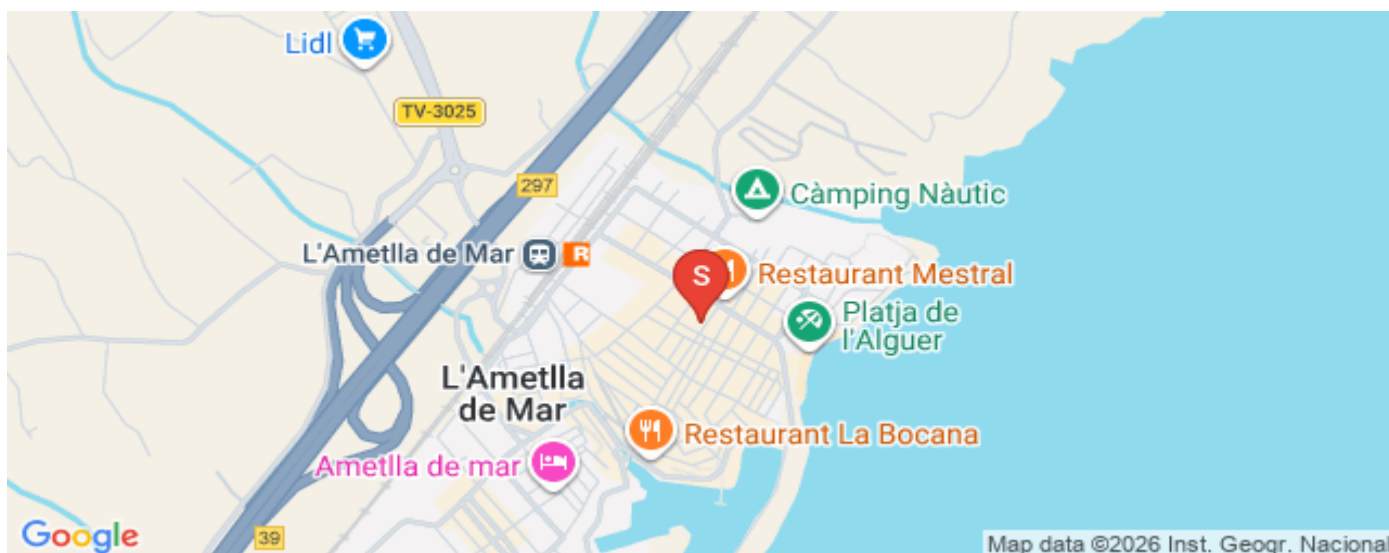 Lidl
TV-3025
297
Càmping Nàutic
L'Ametlla de Mar
R
S
Restaurant Mestral
Platja de
l'Alguer
L'Ametlla
de Mar
Restaurant La Bocana
Ametlla de mar
39
Google
Map data ©2026 Inst. Geogr. Nacional